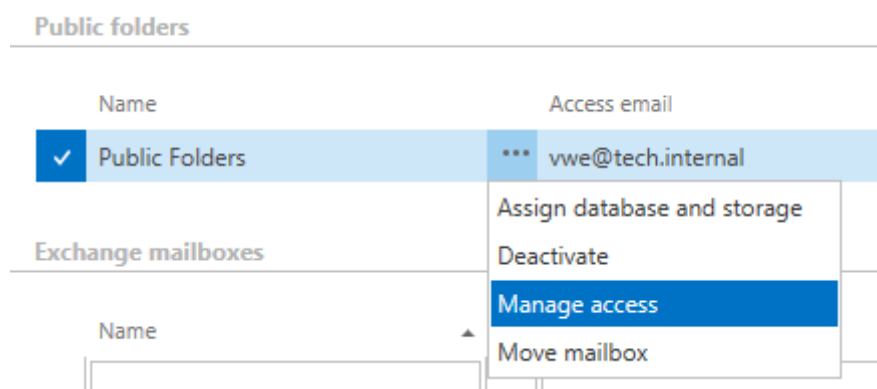 Public folders
Name Access email
Public Folders ••• vwe@tech.internal
Assign database and storage
Exchange mailboxes
Deactivate
Manage access
Name
Move mailbox